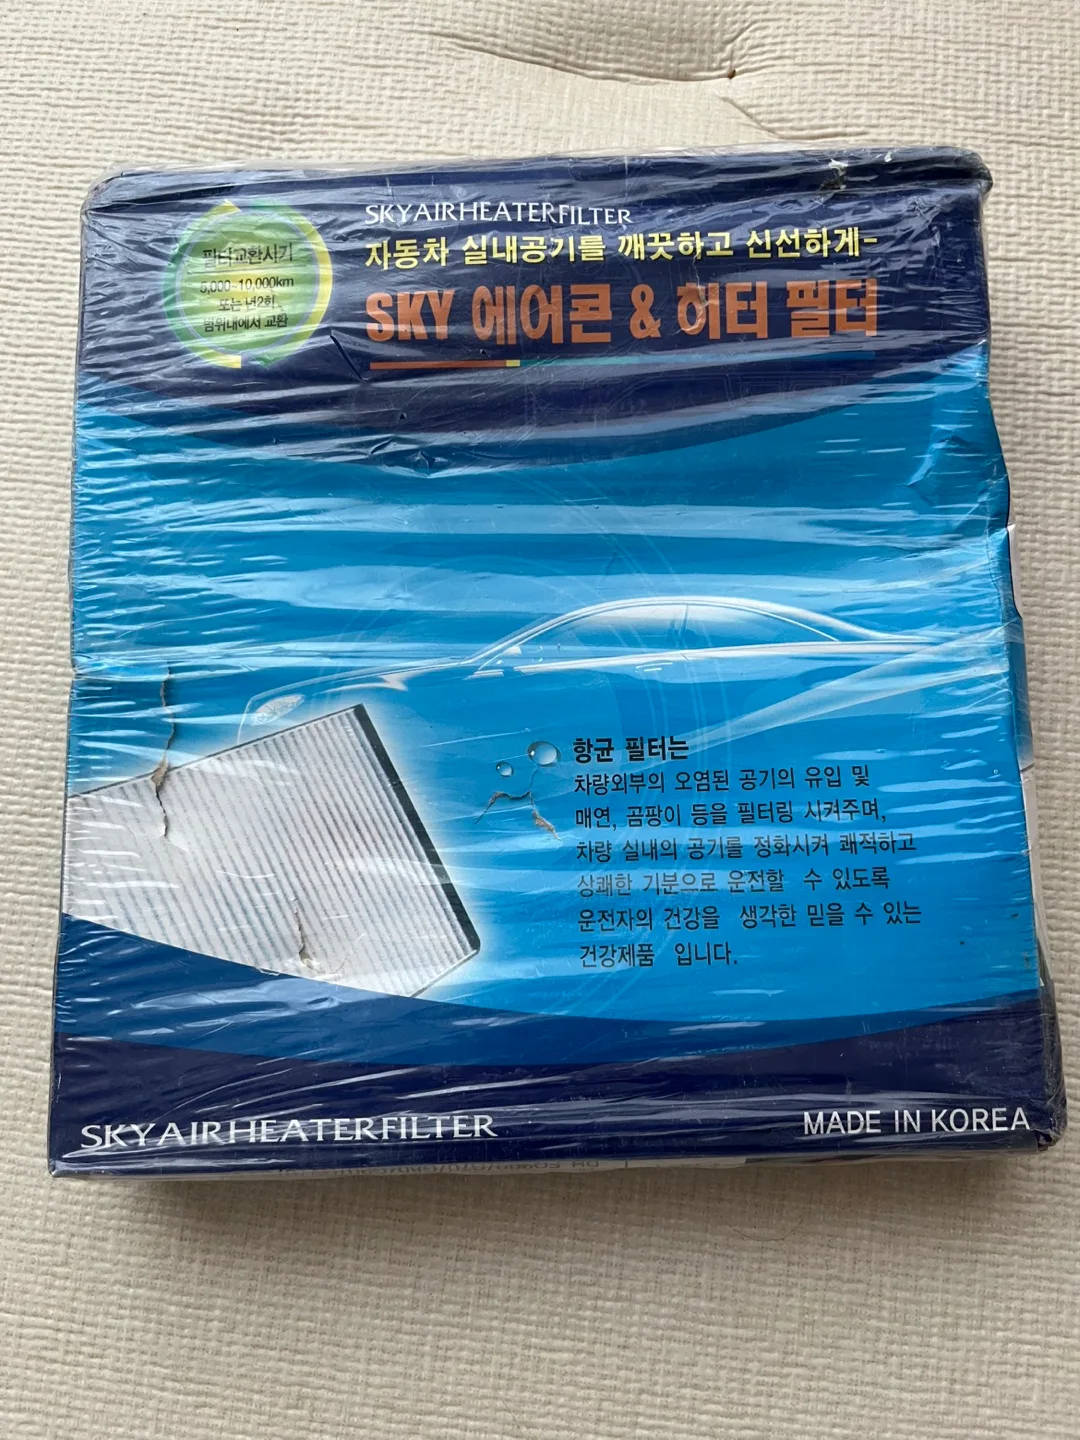 필터교환시기
5,000~10,000km
또는 년2회
범위내에서 교환
SKYAIRHEATERFILTER
자동차 실내공기를 깨끗하고 신선하게-
SKY 에어콘 & 히터 필터
항균 필터는
차량외부의 오염된 공기의 유입 및
매연, 곰팡이 등을 필터링 시켜주며,
차량 실내의 공기를 정화시켜 쾌적하고
상쾌한 기분으로 운전할 수 있도록
운전자의 건강을 생각한 믿을 수 있는
건강제품 입니다.
SKYAIRHEATERFILTER
MADE IN KOREA